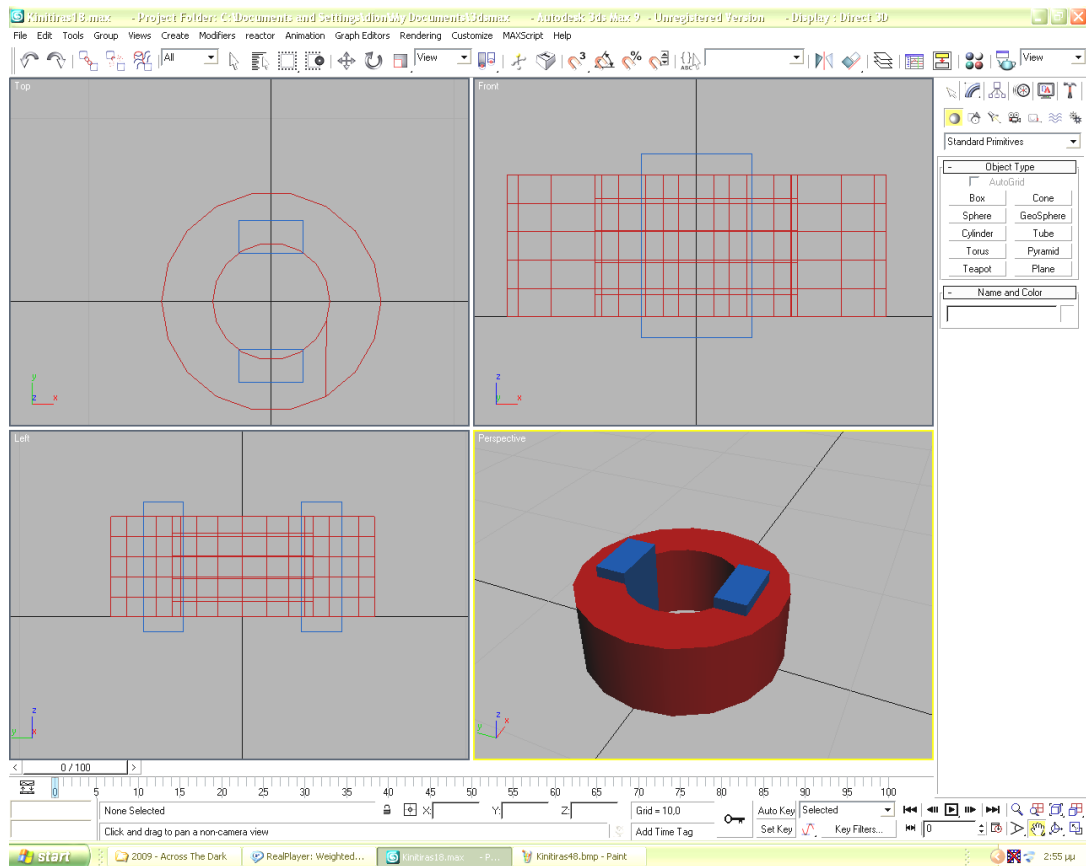 Kinitiras18.max - Project Folder: C:\Documents and Settings\dion\My Documents\3dsmax - Autodesk 3ds Max 9 - Unregistered Version - Display : Direct 3D
File Edit Tools Group Views Create Modifiers reactor Animation Graph Editors Rendering Customize MAXScript Help
All View ABC View
Top Front
Standard Primitives
- Object Type
AutoGrid
Box Cone
Sphere GeoSphere
Cylinder Tube
Torus Pyramid
Teapot Plane
- Name and Color
y
z x
z
x
Left Perspective
z
y x
z
x
y
< 0 / 100 >
0 5 10 15 20 25 30 35 40 45 50 55 60 65 70 75 80 85 90 95 100
None Selected X: Y: Z: Grid = 10,0 Auto Key Selected
Click and drag to pan a non-camera view Add Time Tag Set Key Key Filters... 0
start 2009 - Across The Dark RealPlayer: Weighted... Kinitiras18.max - P... Kinitiras48.bmp - Paint 2:55 μμ